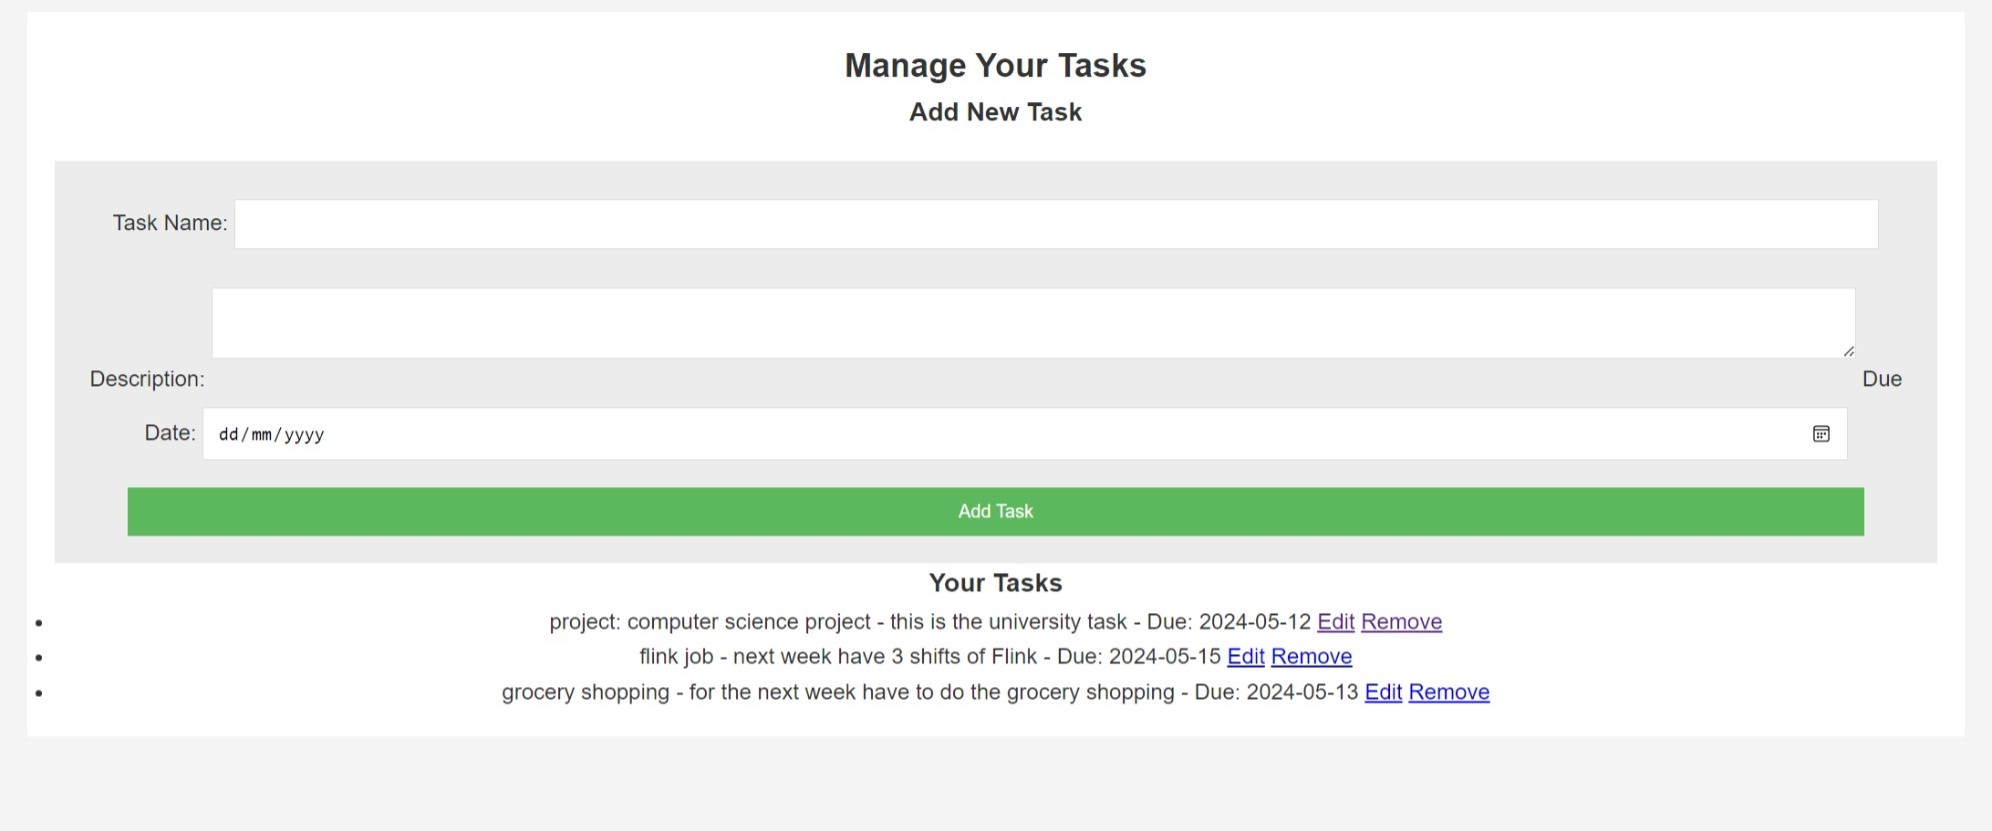 Manage Your Tasks
Add New Task
Task Name:
Description:
Due
Date: dd/mm/yyyy
Add Task
Your Tasks
project: computer science project - this is the university task - Due: 2024-05-12 Edit Remove
flink job - next week have 3 shifts of Flink - Due: 2024-05-15 Edit Remove
grocery shopping - for the next week have to do the grocery shopping - Due: 2024-05-13 Edit Remove